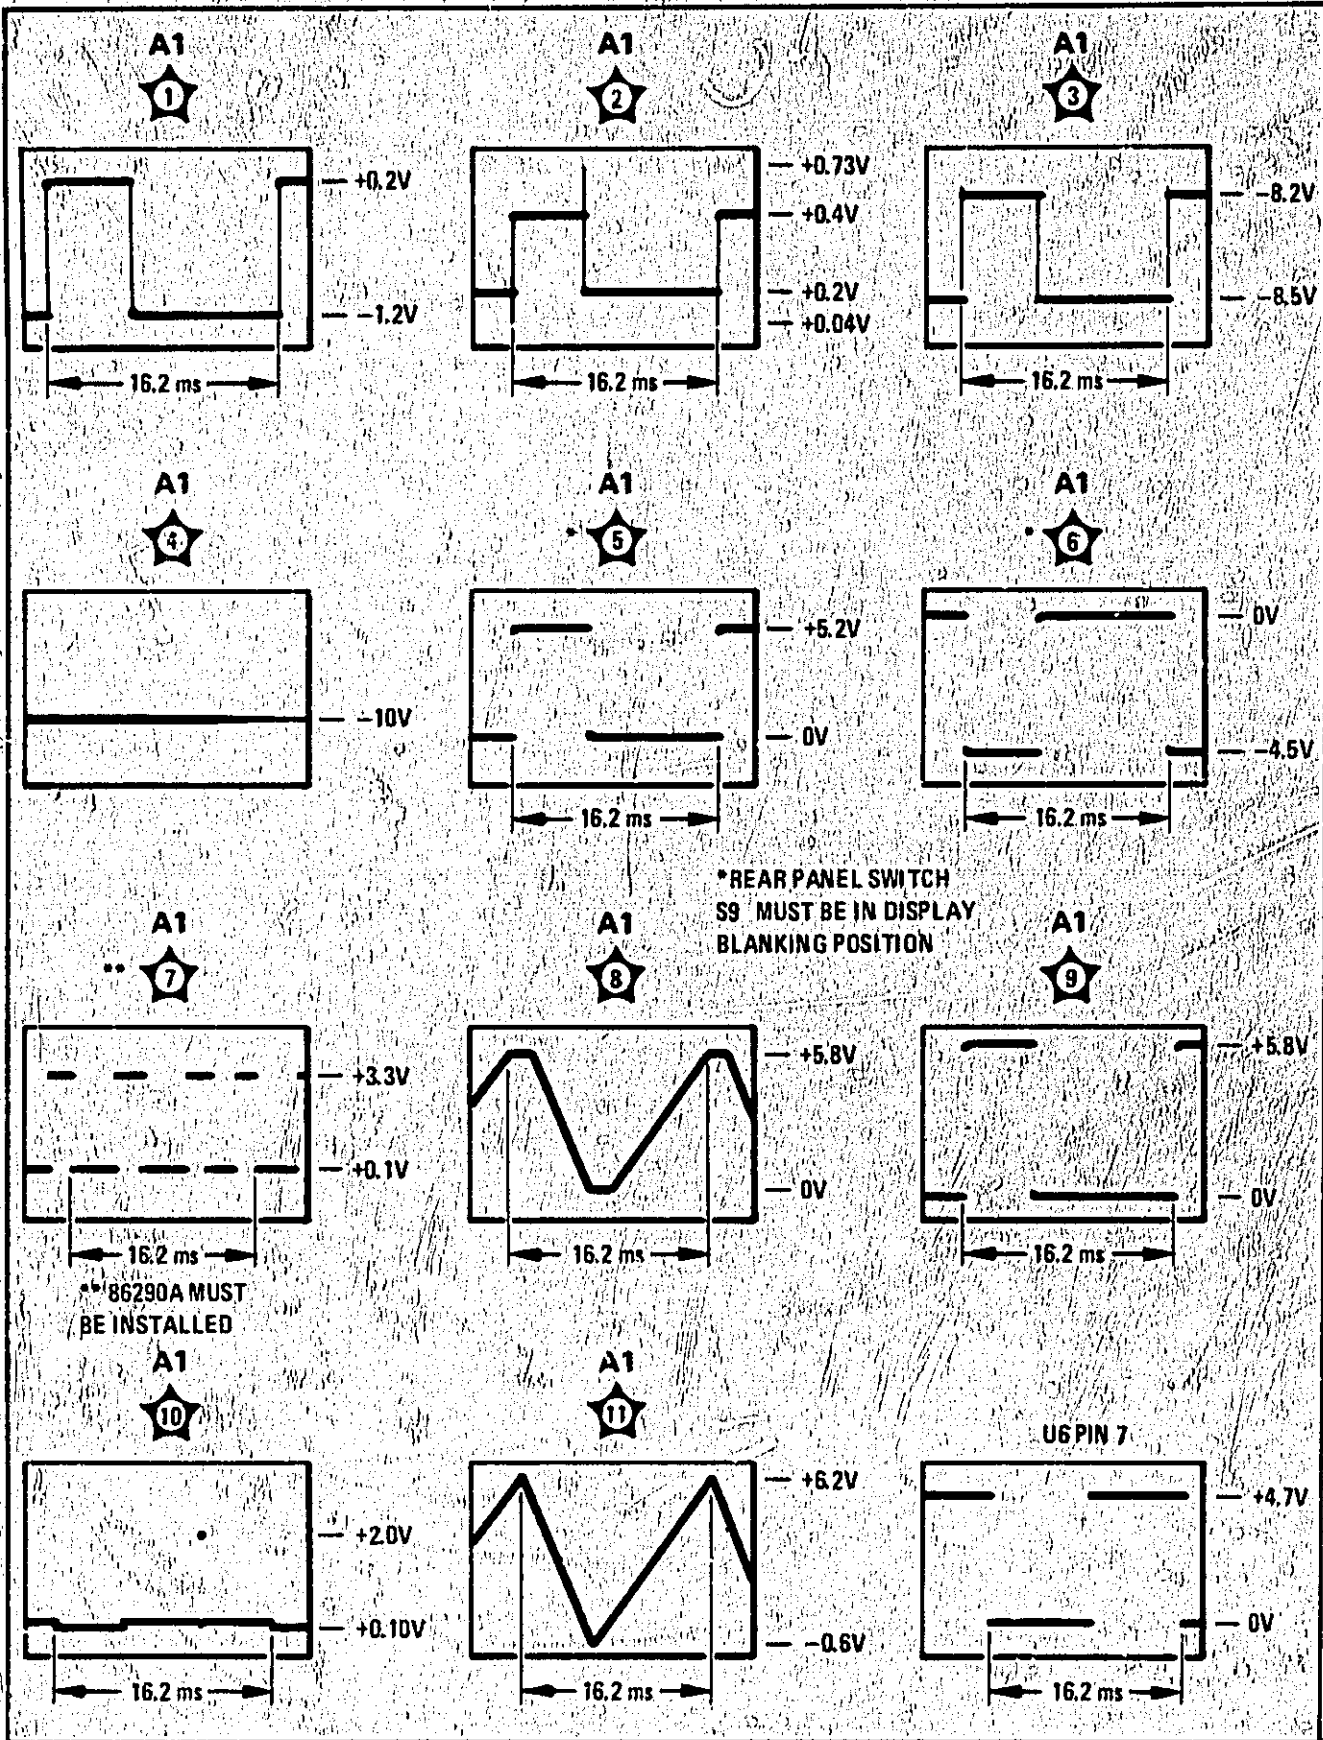 A1
1
+0.2V
-1.2V
16.2 ms
A1
2
+0.73V
+0.4V
+0.2V
+0.04V
16.2 ms
A1
3
-8.2V
-8.5V
16.2 ms
A1
4
-10V
A1
* 5
+5.2V
0V
16.2 ms
A1
* 6
0V
-4.5V
16.2 ms
*REAR PANEL SWITCH
S9 MUST BE IN DISPLAY
BLANKING POSITION
A1
** 7
+3.3V
+0.1V
16.2 ms
** 86290A MUST
BE INSTALLED
A1
8
+5.8V
0V
16.2 ms
A1
9
+5.8V
0V
16.2 ms
A1
10
+2.0V
+0.10V
16.2 ms
A1
11
+6.2V
-0.6V
16.2 ms
U6 PIN 7
+4.7V
0V
16.2 ms